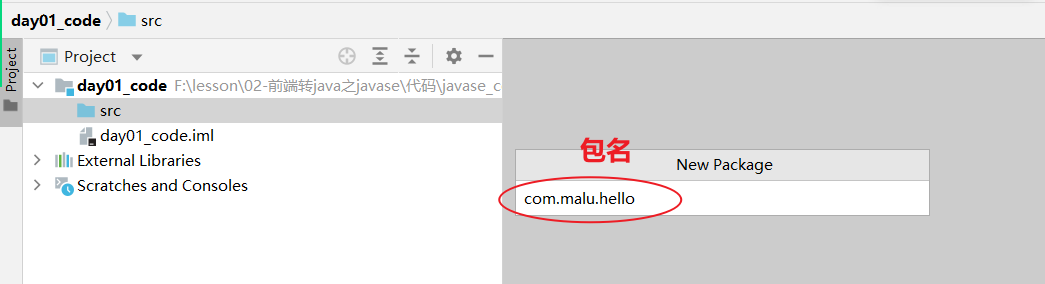 day01_code src
Project
Project
day01_code F:\lesson\02-前端转java之javase\代码\javase_c
src
day01_code.iml
External Libraries
Scratches and Consoles
包名
New Package
com.malu.hello